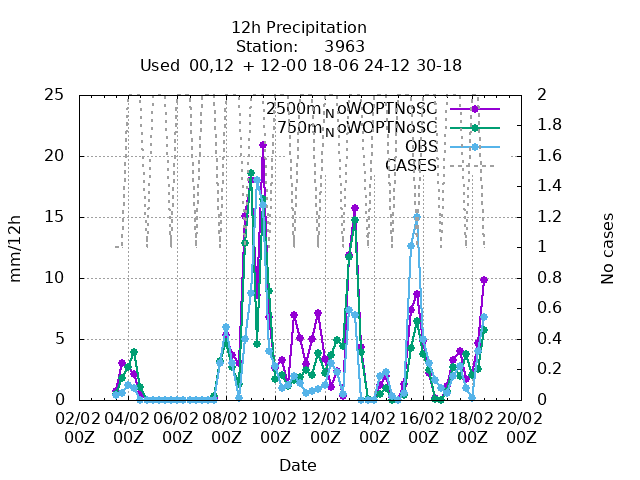 12h Precipitation
Station: 3963
Used 00,12 + 12-00 18-06 24-12 30-18
25 2
20
15
10
5
0
1.8
1.6
1.4
1.2
1
0.8
0.6
0.4
0.2
0
2500m_NoWOPTNoSC
750m_NoWOPTNoSC
OBS
CASES
mm/12h
No cases
02/02 04/02 06/02 08/02 10/02 12/02 14/02 16/02 18/02 20/02
00Z 00Z 00Z 00Z 00Z 00Z 00Z 00Z 00Z 00Z
Date